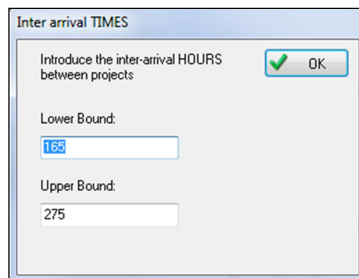 Inter arrival TIMES
Introduce the inter-arrival HOURS
between projects
OK
Lower Bound:
165
Upper Bound:
275